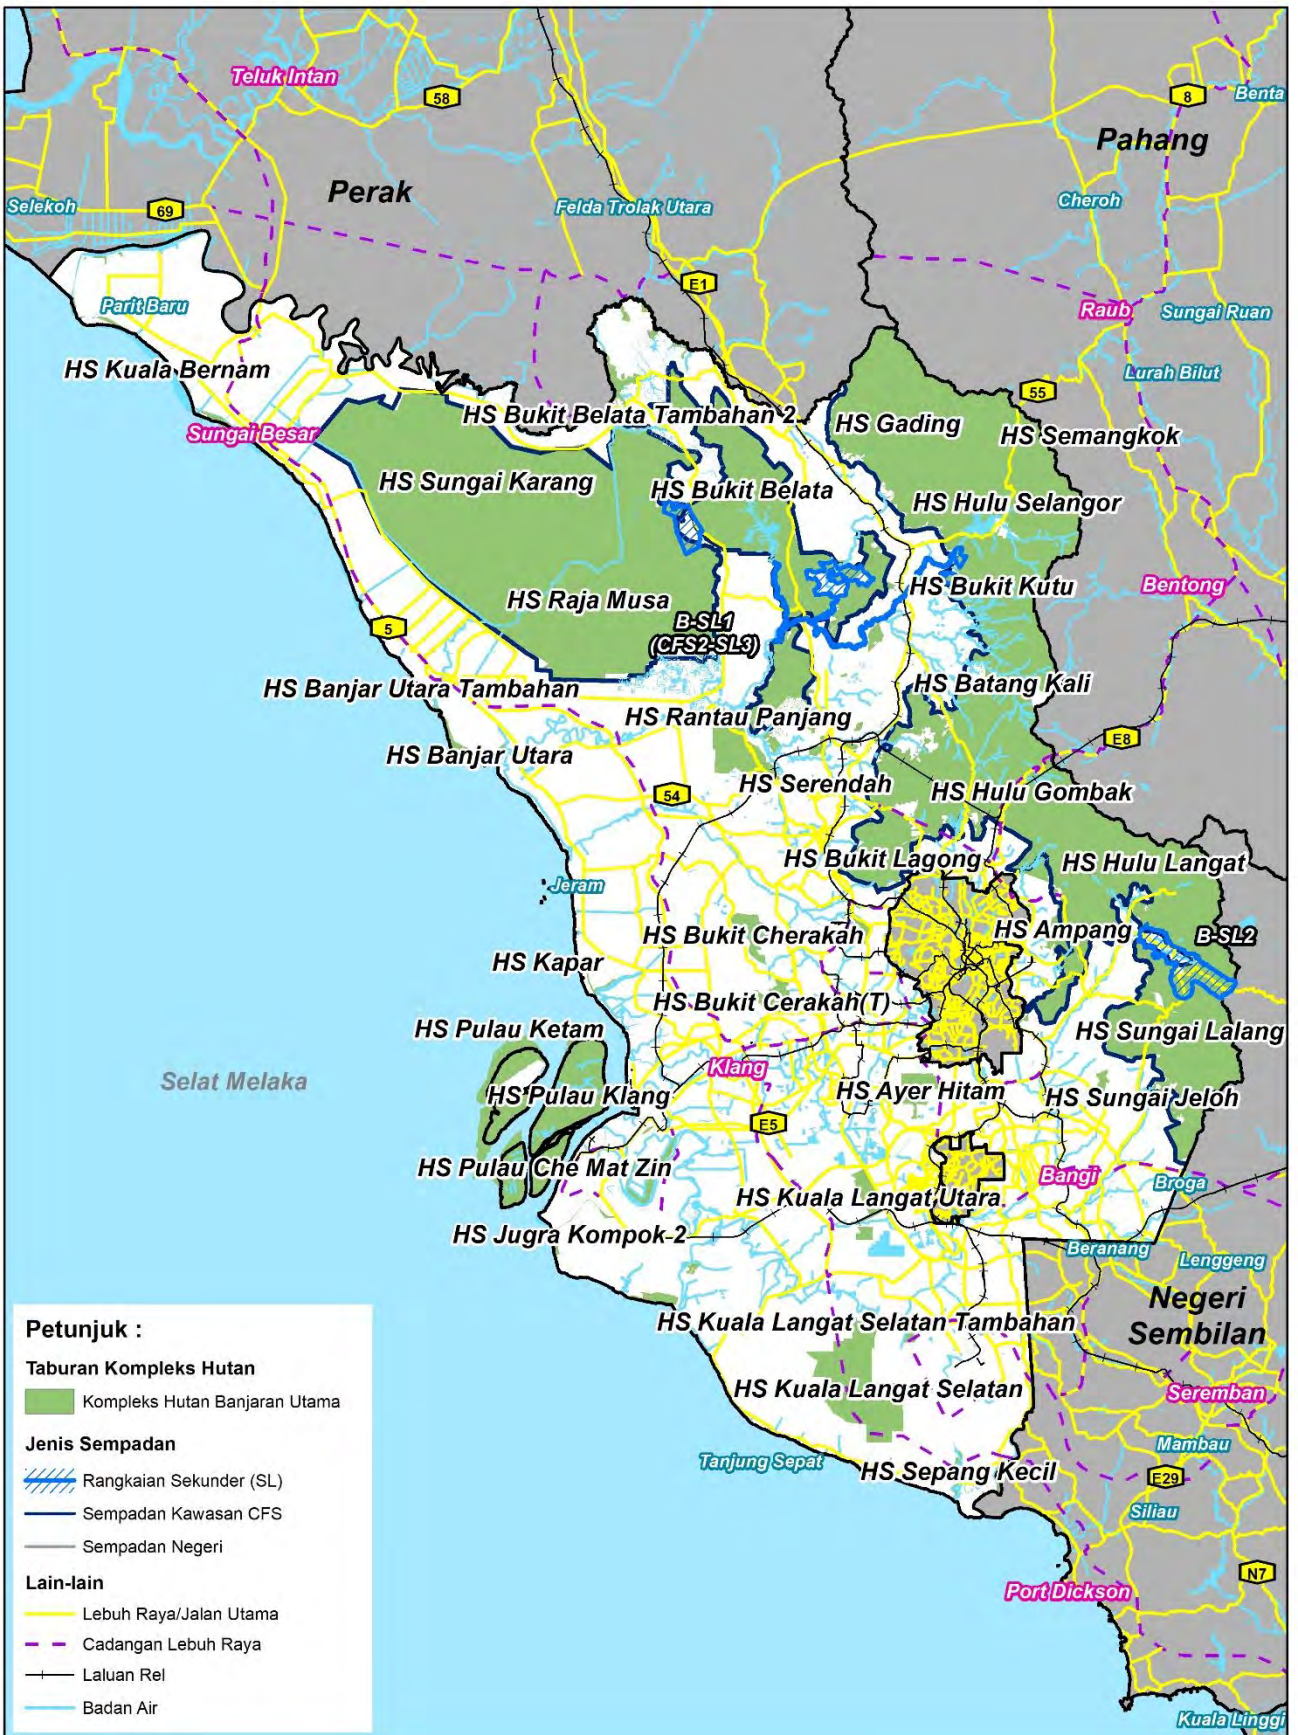 Teluk Intan
58
8
Benta
Pahang
Perak
Selekoh
69
Felda Trolak Utara
Cheroh
E1
Parit Baru
Raub
Sungai Ruan
HS Kuala Bernam
Lurah Bilut
55
HS Bukit Belata Tambahan 2
HS Gading
Sungai Besar
HS Semangkok
HS Sungai Karang
HS Bukit Belata
HS Hulu Selangor
HS Bukit Kutu
Bentong
HS Raja Musa
B-SL1
(CFS2-SL3)
5
HS Banjar Utara Tambahan
HS Batang Kali
HS Rantau Panjang
E8
HS Banjar Utara
HS Serendah
54
HS Hulu Gombak
HS Bukit Lagong
HS Hulu Langat
Jeram
HS Bukit Cherakah
HS Ampang
B-SL2
HS Kapar
HS Bukit Cerakah(T)
HS Pulau Ketam
HS Sungai Lalang
Selat Melaka
Klang
HS Pulau Klang
HS Ayer Hitam
HS Sungai Jeloh
E5
HS Pulau Che Mat Zin
Bangi
Broga
HS Kuala Langat Utara
HS Jugra Kompok 2
Beranang
Lenggeng
Negeri
Sembilan
HS Kuala Langat Selatan Tambahan
HS Kuala Langat Selatan
Seremban
Mambau
Tanjung Sepat
HS Sepang Kecil
E29
Siliau
N7
Port Dickson
Kuala Linggi
Petunjuk :
Taburan Kompleks Hutan
Kompleks Hutan Banjaran Utama
Jenis Sempadan
Rangkaian Sekunder (SL)
Sempadan Kawasan CFS
Sempadan Negeri
Lain-lain
Lebuh Raya/Jalan Utama
Cadangan Lebuh Raya
Laluan Rel
Badan Air